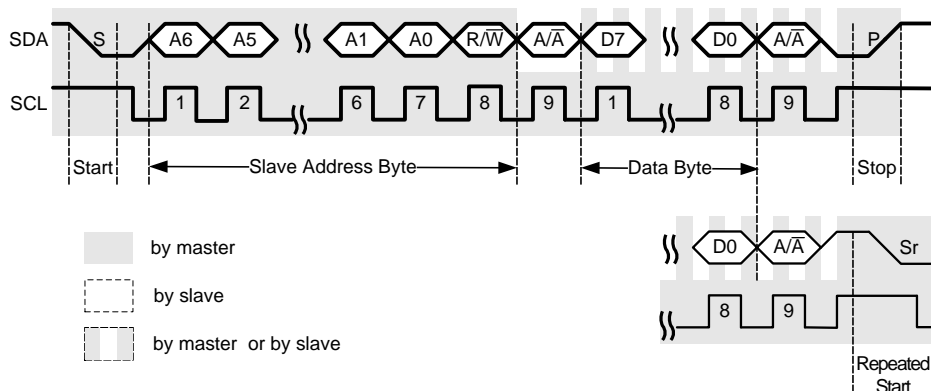 SDA S A6 A5 A1 A0 R/W̅ A/A̅ D7 D0 A/A̅ P
SCL 1 2 6 7 8 9 1 8 9
Start Slave Address Byte Data Byte Stop
D0 A/A̅ Sr
8 9
by master
by slave
by master or by slave
Repeated
Start